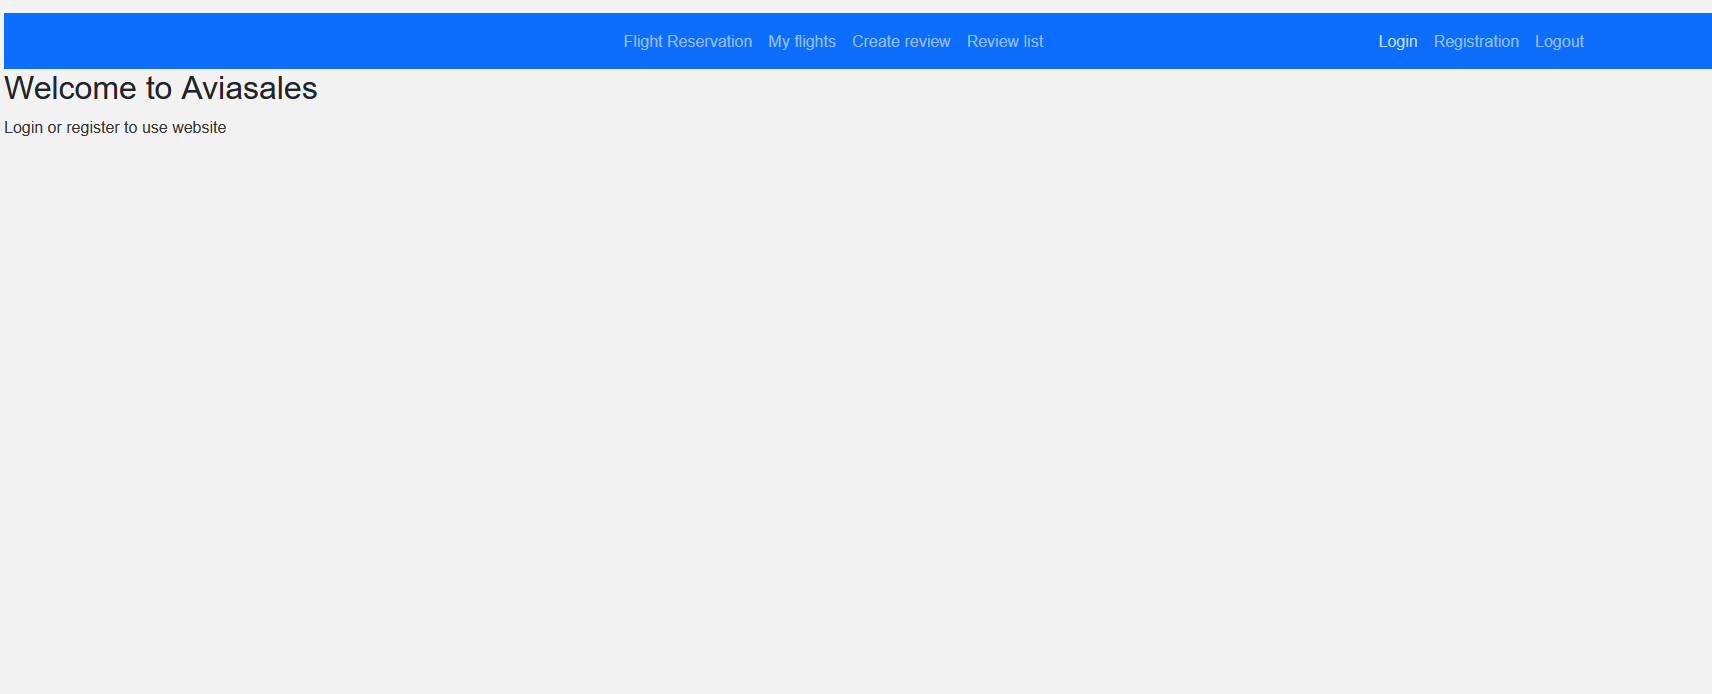 Flight Reservation My flights Create review Review list Login Registration Logout
Welcome to Aviasales
Login or register to use website